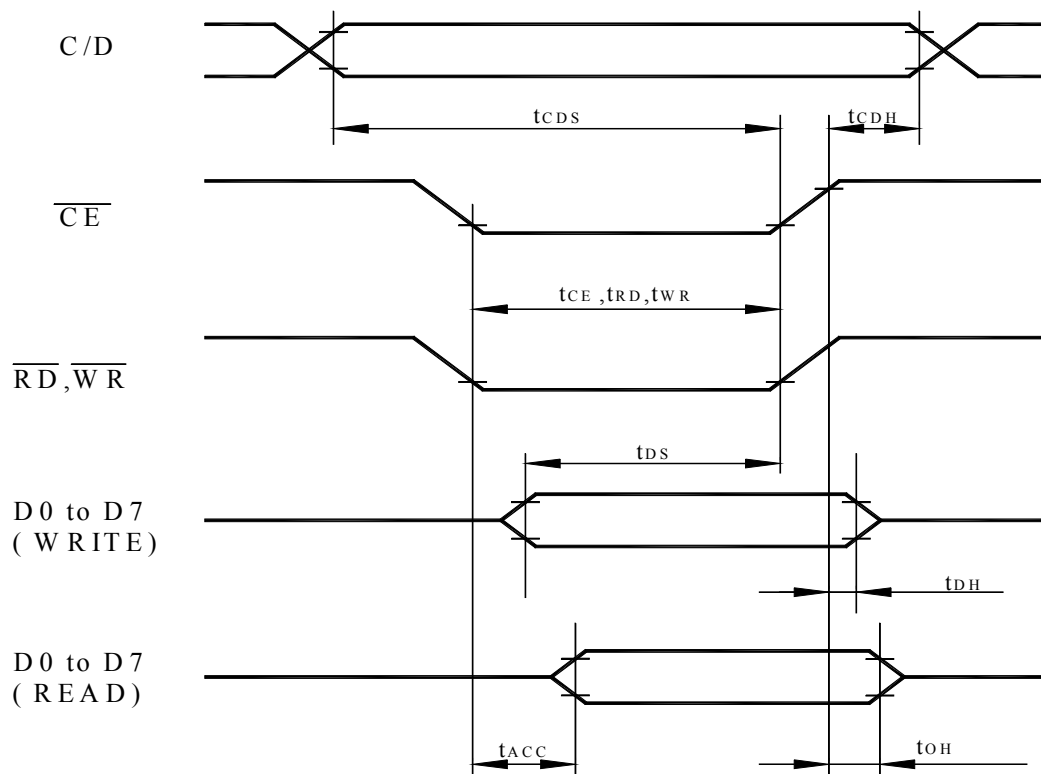 C/D
tCDS
tCDH
CE
tCE ,tRD,tWR
RD,WR
tDS
D0 to D7
( WRITE)
tDH
D0 to D7
( READ)
tACC
tOH